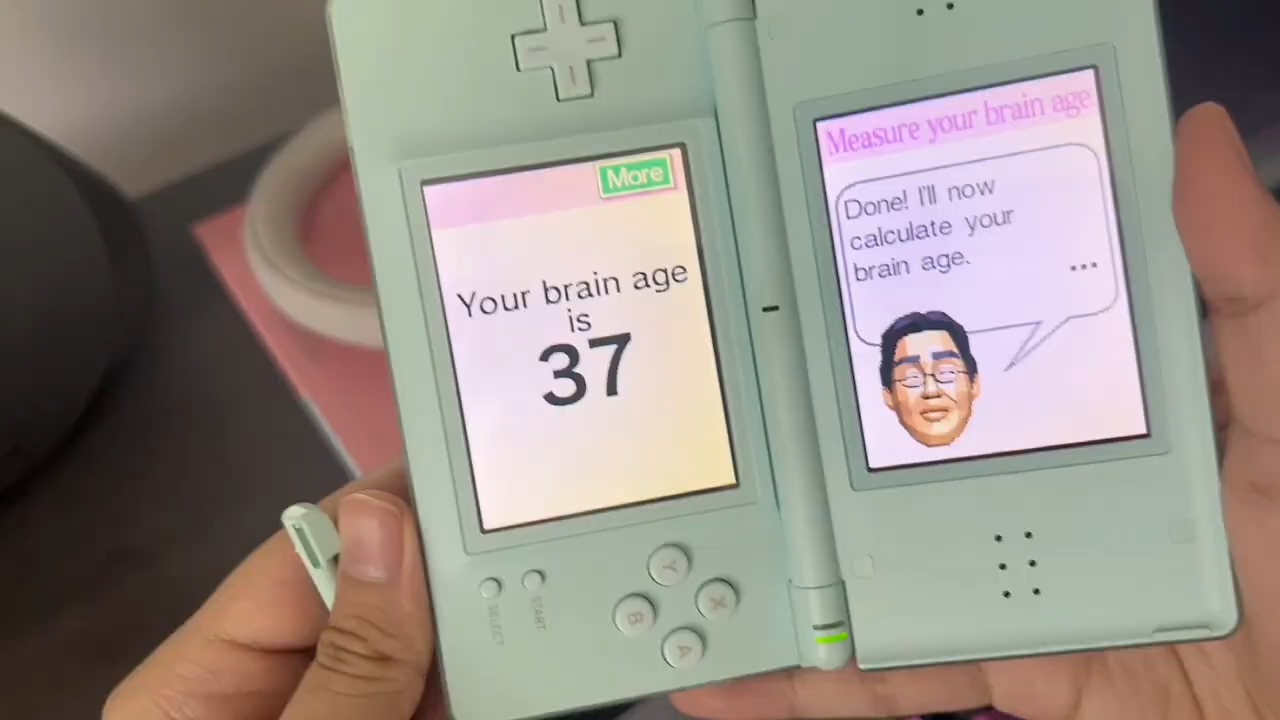 More
Your brain age
is
37
Measure your brain age
Done! I'll now
calculate your
brain age.
...
SELECT
START
Y
X
B
A